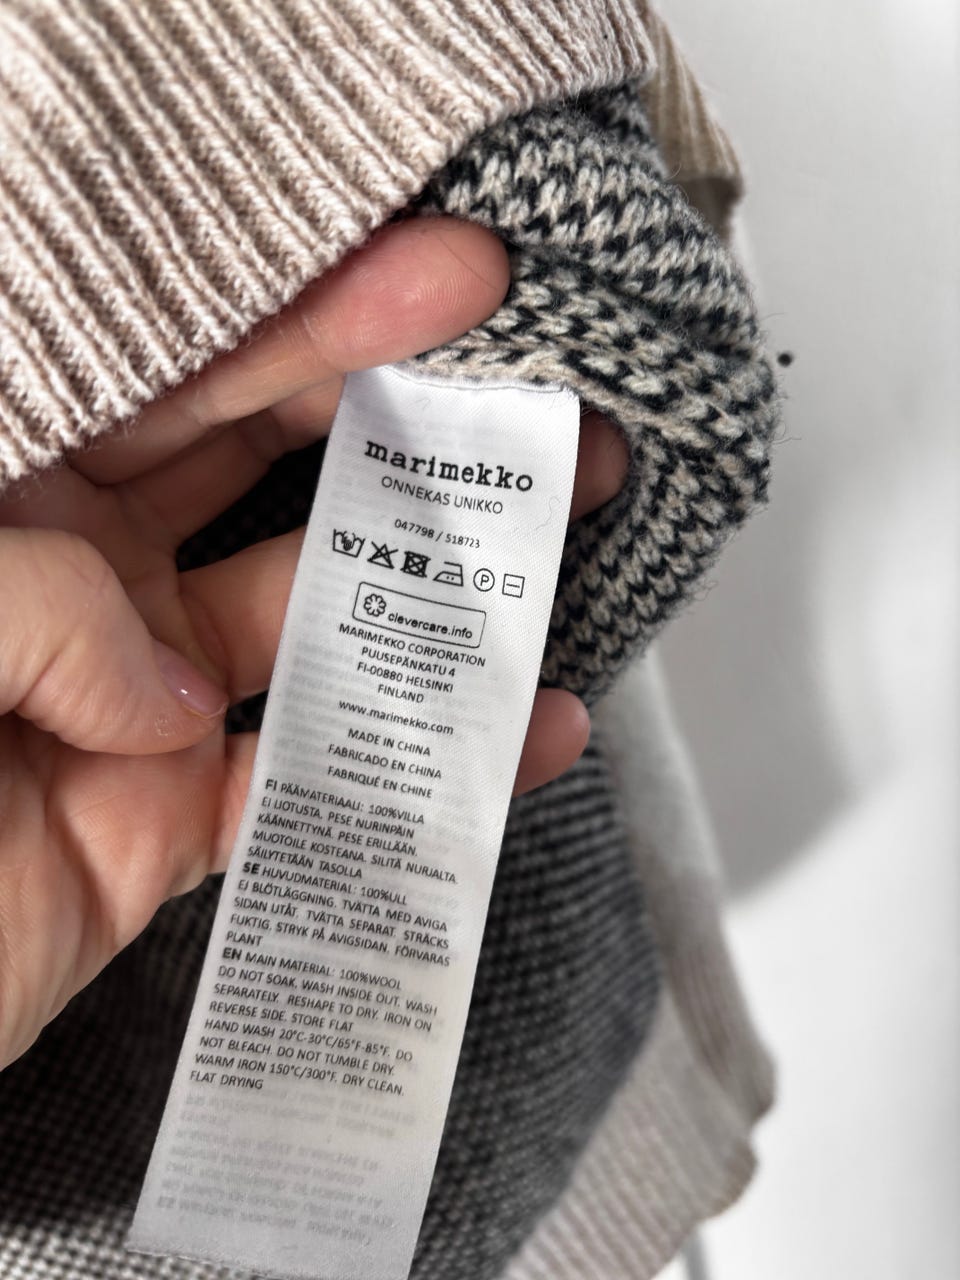 marimekko
ONNEKAS UNIKKO
047798 / 518723
P
clevercare.info
MARIMEKKO CORPORATION
PUUSEPÄNKATU 4
FI-00880 HELSINKI
FINLAND
www.marimekko.com
MADE IN CHINA
FABRICADO EN CHINA
FABRIQUÉ EN CHINE
FI PÄÄMATERIAALI: 100%VILLA
EI LIOTUSTA. PESE NURINPÄIN
KÄÄNNETTYNÄ. PESE ERILLÄÄN.
MUOTOILE KOSTEANA. SILITÄ NURJALTA.
SÄILYTETÄÄN TASOLLA
SE HUVUDMATERIAL: 100%ULL
EJ BLÖTLÄGGNING. TVÄTTA MED AVIGA
SIDAN UTÅT. TVÄTTA SEPARAT. STRÄCKS
FUKTIG. STRYK PÅ AVIGSIDAN. FÖRVARAS
PLANT
EN MAIN MATERIAL: 100%WOOL
DO NOT SOAK. WASH INSIDE OUT. WASH
SEPARATELY. RESHAPE TO DRY. IRON ON
REVERSE SIDE. STORE FLAT
HAND WASH 20°C-30°C/65°F-85°F. DO
NOT BLEACH. DO NOT TUMBLE DRY.
WARM IRON 150°C/300°F. DRY CLEAN.
FLAT DRYING